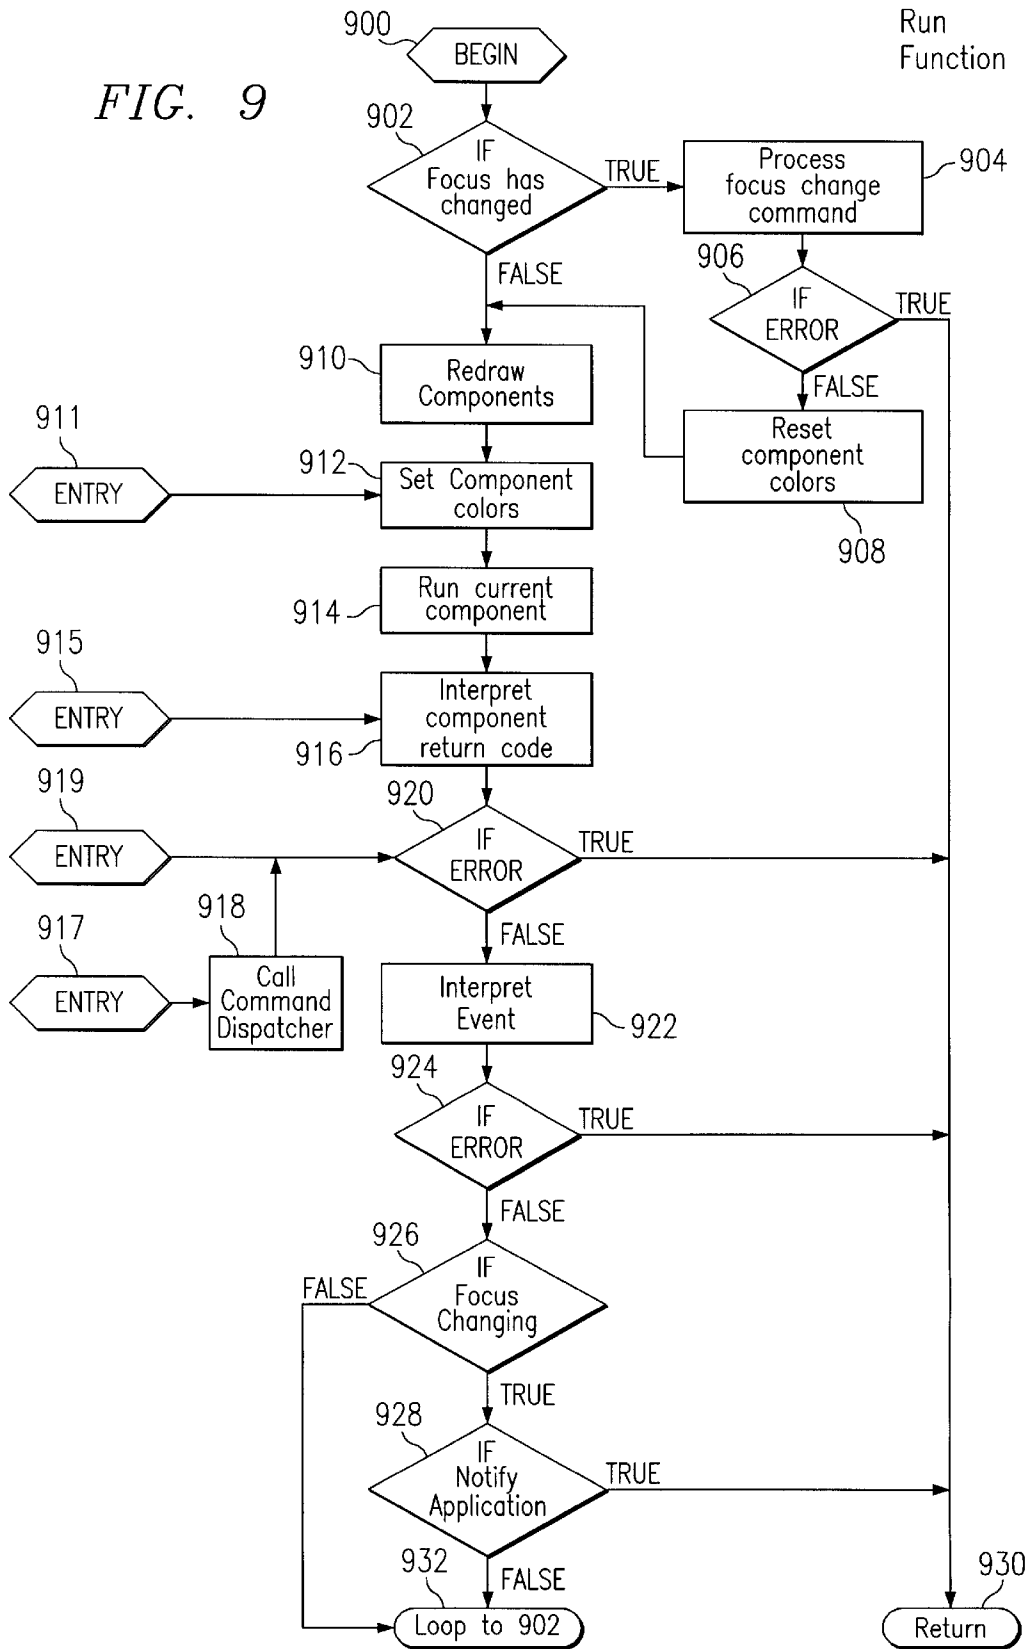 Run
Function
FIG. 9
900
BEGIN
902
IF
Focus has
changed
TRUE
FALSE
Process
focus change
command
904
906
IF
ERROR
TRUE
FALSE
910
Redraw
Components
Reset
component
colors
908
911
ENTRY
912
Set Component
colors
914
Run current
component
915
ENTRY
916
Interpret
component
return code
919
ENTRY
920
IF
ERROR
TRUE
FALSE
917
ENTRY
918
Call
Command
Dispatcher
Interpret
Event
922
924
IF
ERROR
TRUE
FALSE
926
IF
Focus
Changing
FALSE
TRUE
928
IF
Notify
Application
TRUE
FALSE
932
Loop to 902
930
Return